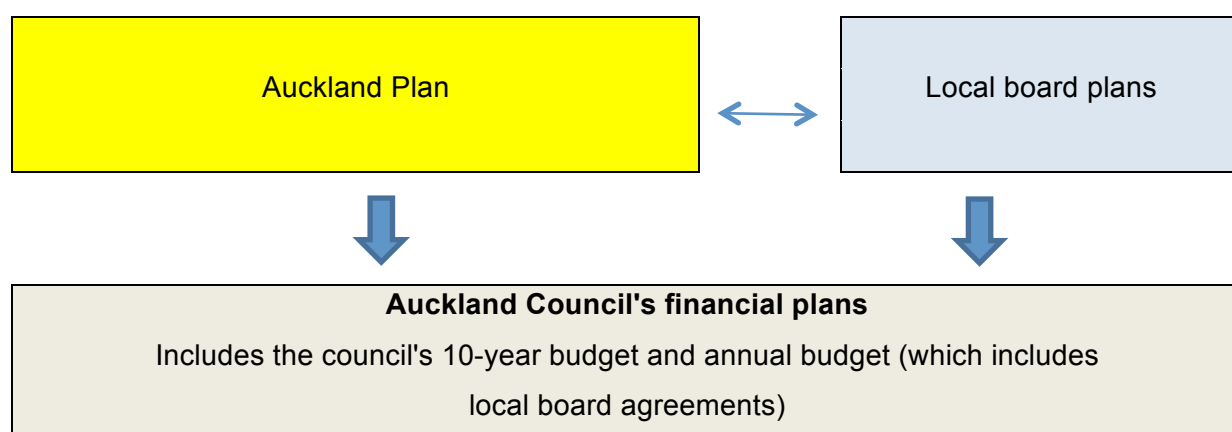 Auckland Plan
Local board plans
Auckland Council's financial plans
Includes the council's 10-year budget and annual budget (which includes
local board agreements)